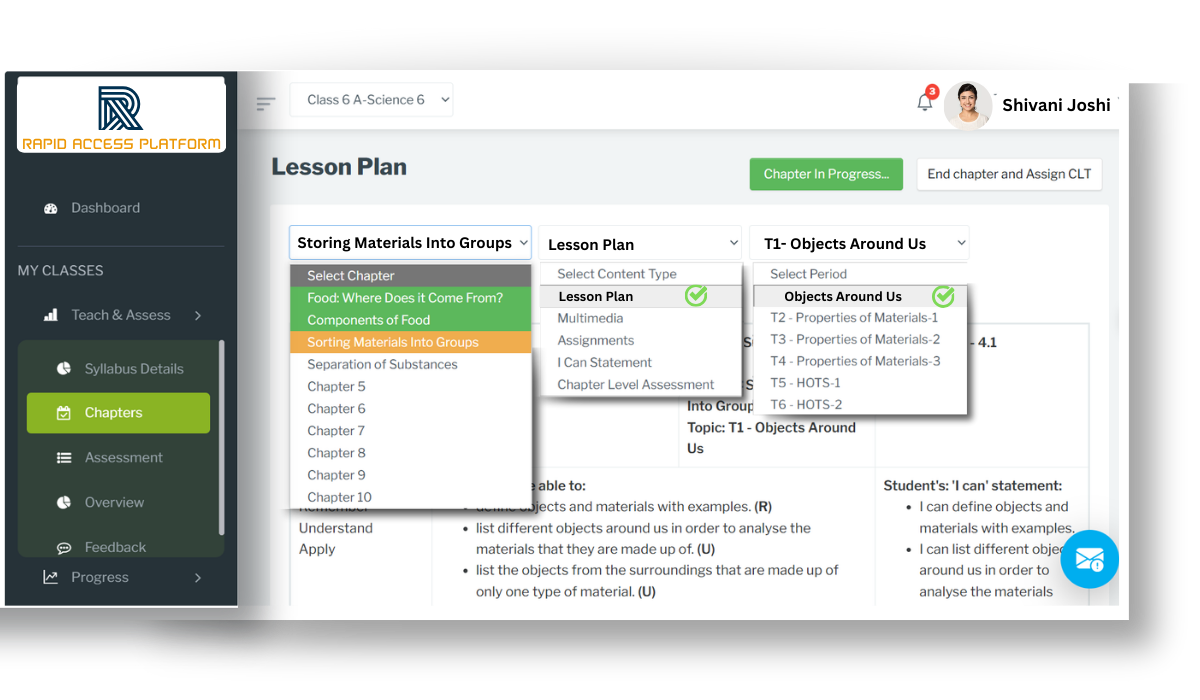 RAPID ACCESS PLATFORM
Dashboard
MY CLASSES
Teach & Assess
Syllabus Details
Chapters
Assessment
Overview
Feedback
Progress
Class 6 A-Science 6
3
Shivani Joshi
Lesson Plan
Chapter In Progress...
End chapter and Assign CLT
Storing Materials Into Groups
Select Chapter
Food: Where Does it Come From?
Components of Food
Sorting Materials Into Groups
Separation of Substances
Chapter 5
Chapter 6
Chapter 7
Chapter 8
Chapter 9
Chapter 10
Lesson Plan
Select Content Type
Lesson Plan
Multimedia
Assignments
I Can Statement
Chapter Level Assessment
T1- Objects Around Us
Select Period
Objects Around Us
T2 - Properties of Materials-1
T3 - Properties of Materials-2
T4 - Properties of Materials-3
T5 - HOTS-1
T6 - HOTS-2
- 4.1
Into Group
Topic: T1 - Objects Around
Us
Remember
Understand
Apply
able to:
define objects and materials with examples. (R)
• list different objects around us in order to analyse the
materials that they are made up of. (U)
• list the objects from the surroundings that are made up of
only one type of material. (U)
Student's: 'I can' statement:
• I can define objects and
materials with examples.
• I can list different objec
around us in order to
analyse the materials